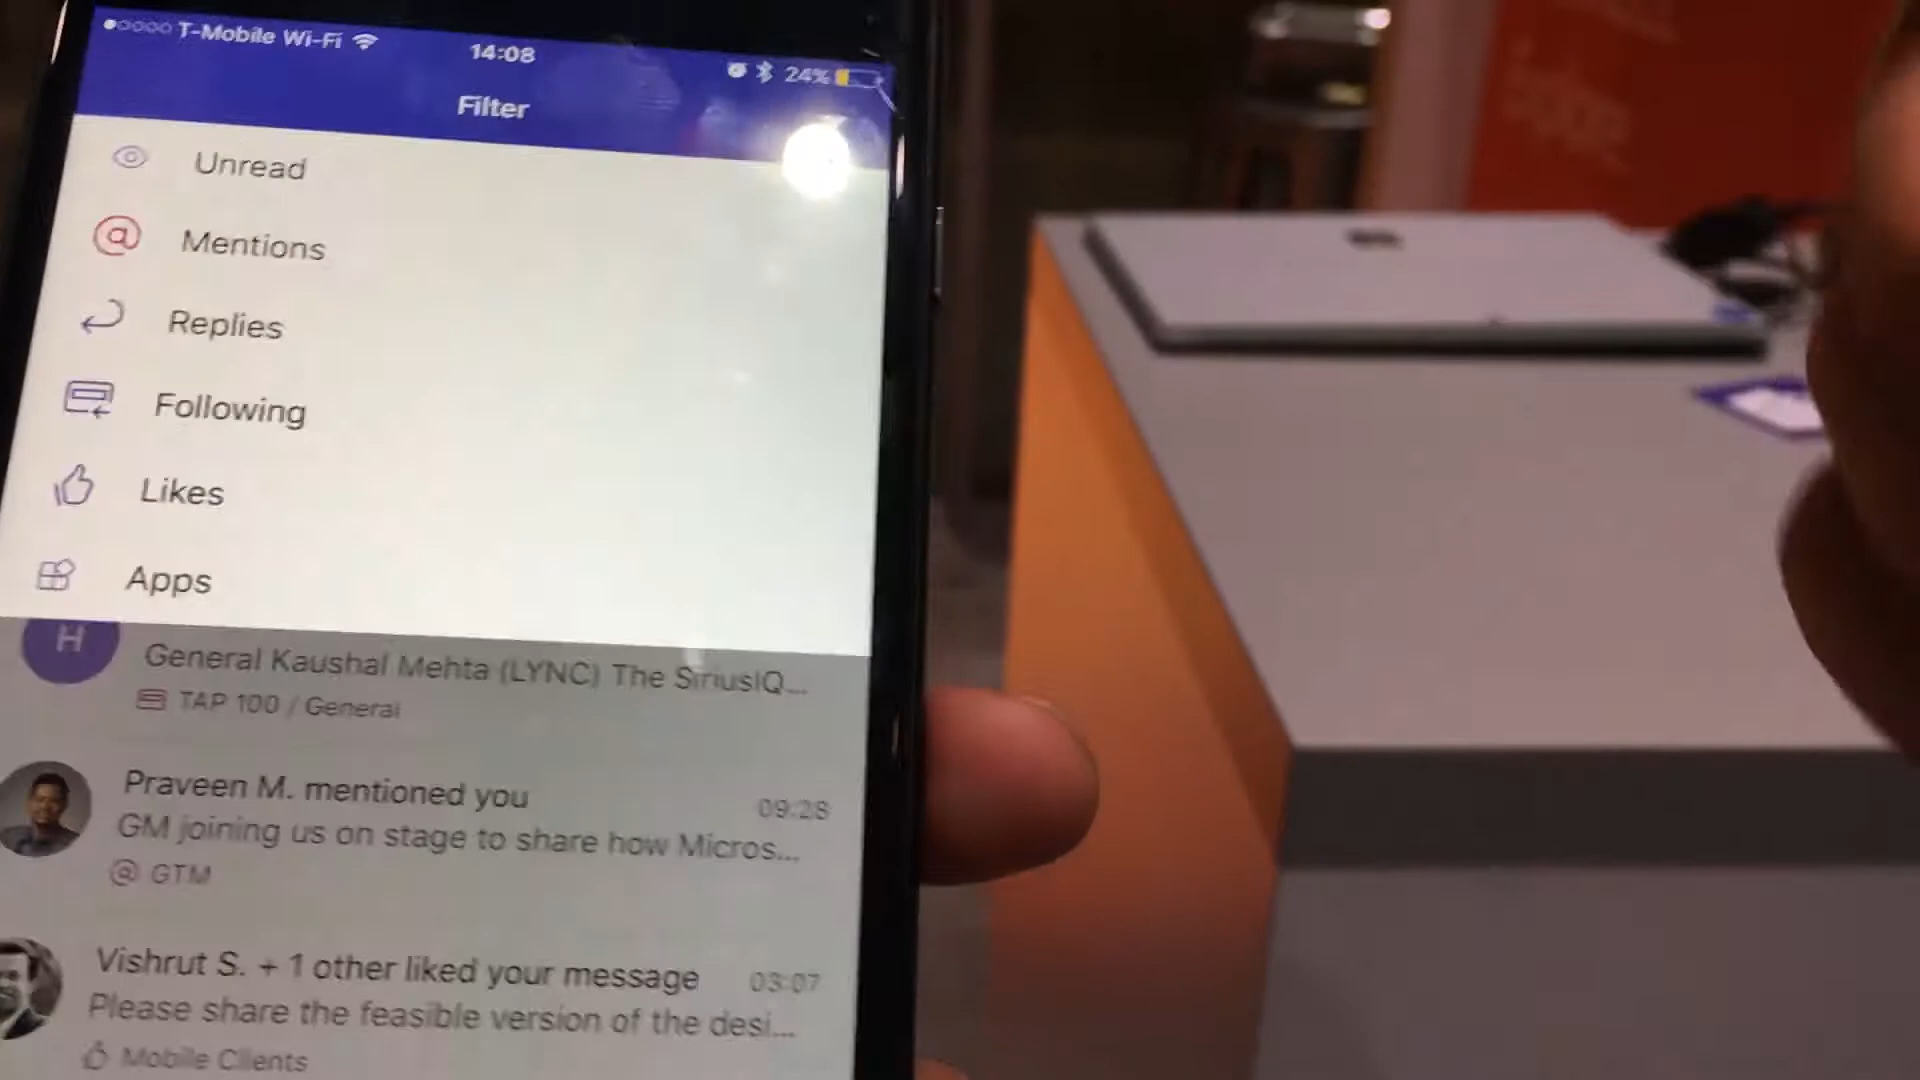 T-Mobile Wi-Fi
14:08
24%
Filter
Unread
@ Mentions
Replies
Following
Likes
Apps
H
General Kaushal Mehta (LYNC) The SiriusIQ...
TAP 100 / General
Praveen M. mentioned you
09:28
GM joining us on stage to share how Micros...
@ GTM
Vishrut S. + 1 other liked your message
03:07
Please share the feasible version of the desi...
Mobile Clients